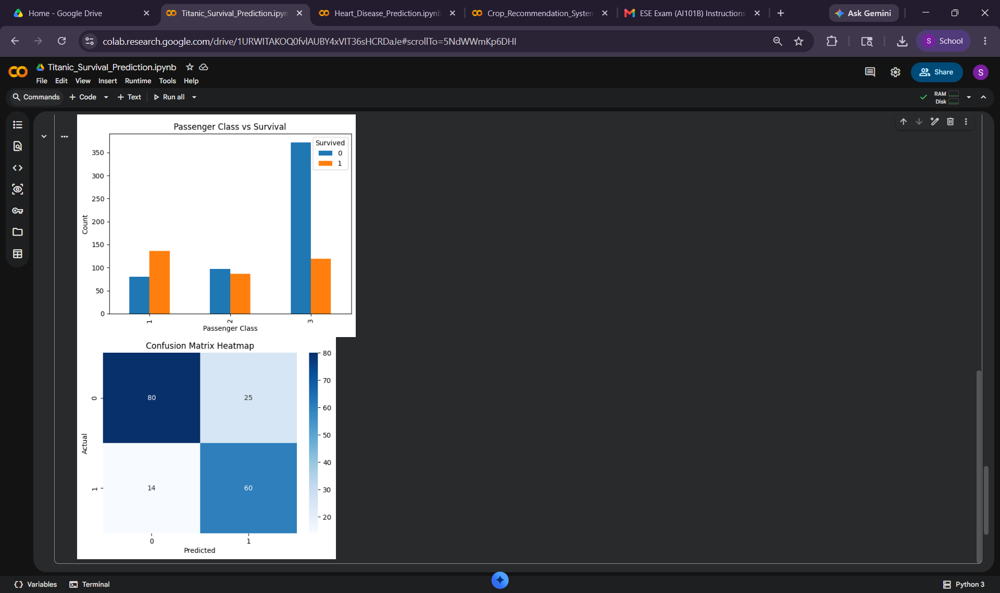 Home - Google Drive
Titanic_Survival_Prediction.ipyn
Heart_Disease_Prediction.ipynb
Crop_Recommendation_System
ESE Exam (AI101B) Instructions
Ask Gemini
colab.research.google.com/drive/1URWITAKOQ0fvlAUBY4xVIT36sHCRDaJe#scrollTo=5NdWWmKp6DHI
S School
Titanic_Survival_Prediction.ipynb
File Edit View Insert Runtime Tools Help
Share
S
Commands + Code + Text Run all
RAM
Disk
Passenger Class vs Survival
Survived
0
1
350
300
250
200
150
100
50
0
Count
1 2 3
Passenger Class
Confusion Matrix Heatmap
80 25
14 60
0
1
Actual
0 1
Predicted
80
70
60
50
40
30
20
Variables Terminal
Python 3